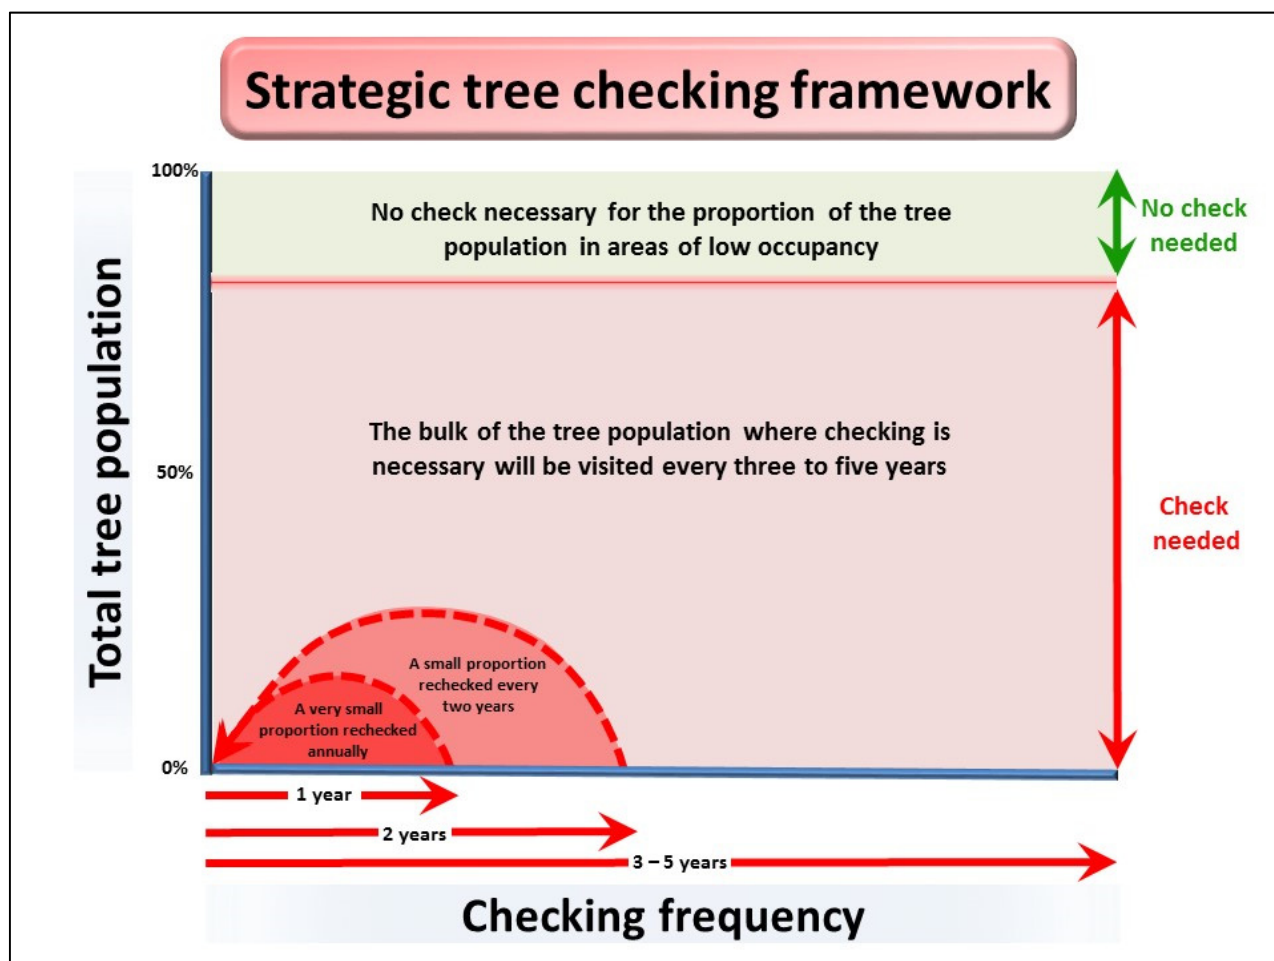 Strategic tree checking framework
100%
No check necessary for the proportion of the tree
population in areas of low occupancy
No check
needed
Total tree population
The bulk of the tree population where checking is
necessary will be visited every three to five years
50%
Check
needed
A small proportion
rechecked every
two years
A very small
proportion rechecked
annually
0%
1 year
2 years
3 – 5 years
Checking frequency